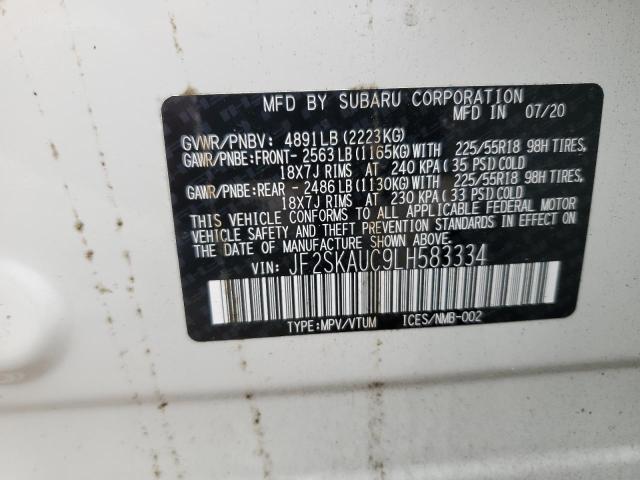 MFD BY SUBARU CORPORATION
MFD IN 07/20
GVWR/PNBV: 4891LB(2223KG)
GAWR/PNBE:FRONT- 2563LB(1165KG)WITH 225/55R18 98H TIRES,
18X7J RIMS AT 240 KPA(35 PSI)COLD
GAWR/PNBE:REAR - 2486LB(1130KG)WITH 225/55R18 98H TIRES,
18X7J RIMS AT 230 KPA(33 PSI)COLD
THIS VEHICLE CONFORMS TO ALL APPLICABLE FEDERAL MOTOR
VEHICLE SAFETY AND THEFT PREVENTION STANDARDS IN EFFECT ON
THE DATE OF MANUFACTURE SHOWN ABOVE.
VIN: JF2SKAUC9LH583334
TYPE:MPV/VTUM ICES/NMB-002